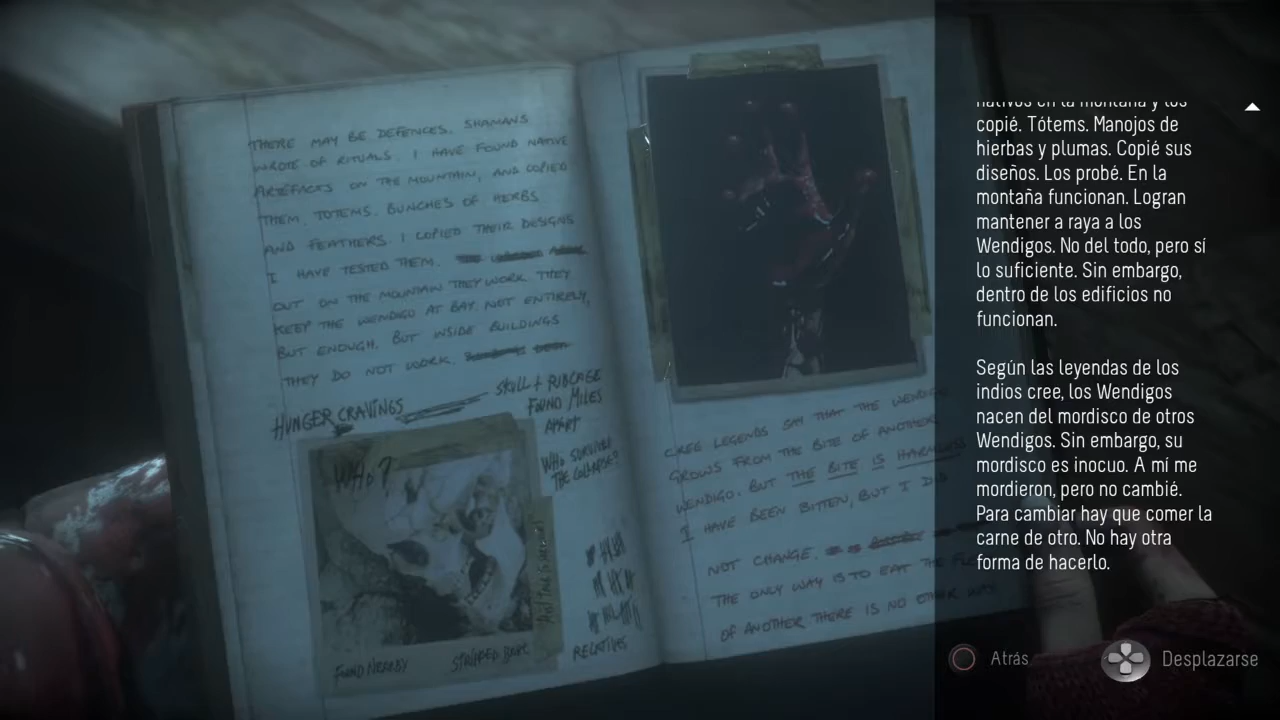 THERE MAY BE DEFENCES. SHAMANS
WROTE OF RITUALS. I HAVE FOUND NATIVE
ARTEFACTS ON THE MOUNTAIN, AND COPIED
THEM. TOTEMS. BUNCHES OF HERBS
AND FEATHERS. I COPIED THEIR DESIGNS
I HAVE TESTED THEM.
OUT ON THE MOUNTAIN THEY WORK. THEY
KEEP THE WENDIGO AT BAY. NOT ENTIRELY,
BUT ENOUGH. BUT INSIDE BUILDINGS
THEY DO NOT WORK.
HUNGER CRAVINGS
SKULL + RIBCAGE
FOUND MILES
APART
WHO SURVIVED
THE COLLAPSE?
WHO?
FOUND NEARBY
STRIPPED BARE
RELATIVES
CREE LEGENDS SAY THAT THE WENDIGO
GROWS FROM THE BITE OF ANOTHER
WENDIGO. BUT THE BITE IS HARMLESS
I HAVE BEEN BITTEN, BUT I DID
NOT CHANGE.
THE ONLY WAY IS TO EAT THE FLESH
OF ANOTHER THERE IS NO OTHER WAY
nativos en la montaña y los
copié. Tótems. Manojos de
hierbas y plumas. Copié sus
diseños. Los probé. En la
montaña funcionan. Logran
mantener a raya a los
Wendigos. No del todo, pero sí
lo suficiente. Sin embargo,
dentro de los edificios no
funcionan.
Según las leyendas de los
indios cree, los Wendigos
nacen del mordisco de otros
Wendigos. Sin embargo, su
mordisco es inocuo. A mí me
mordieron, pero no cambié.
Para cambiar hay que comer la
carne de otro. No hay otra
forma de hacerlo.
Atrás
Desplazarse